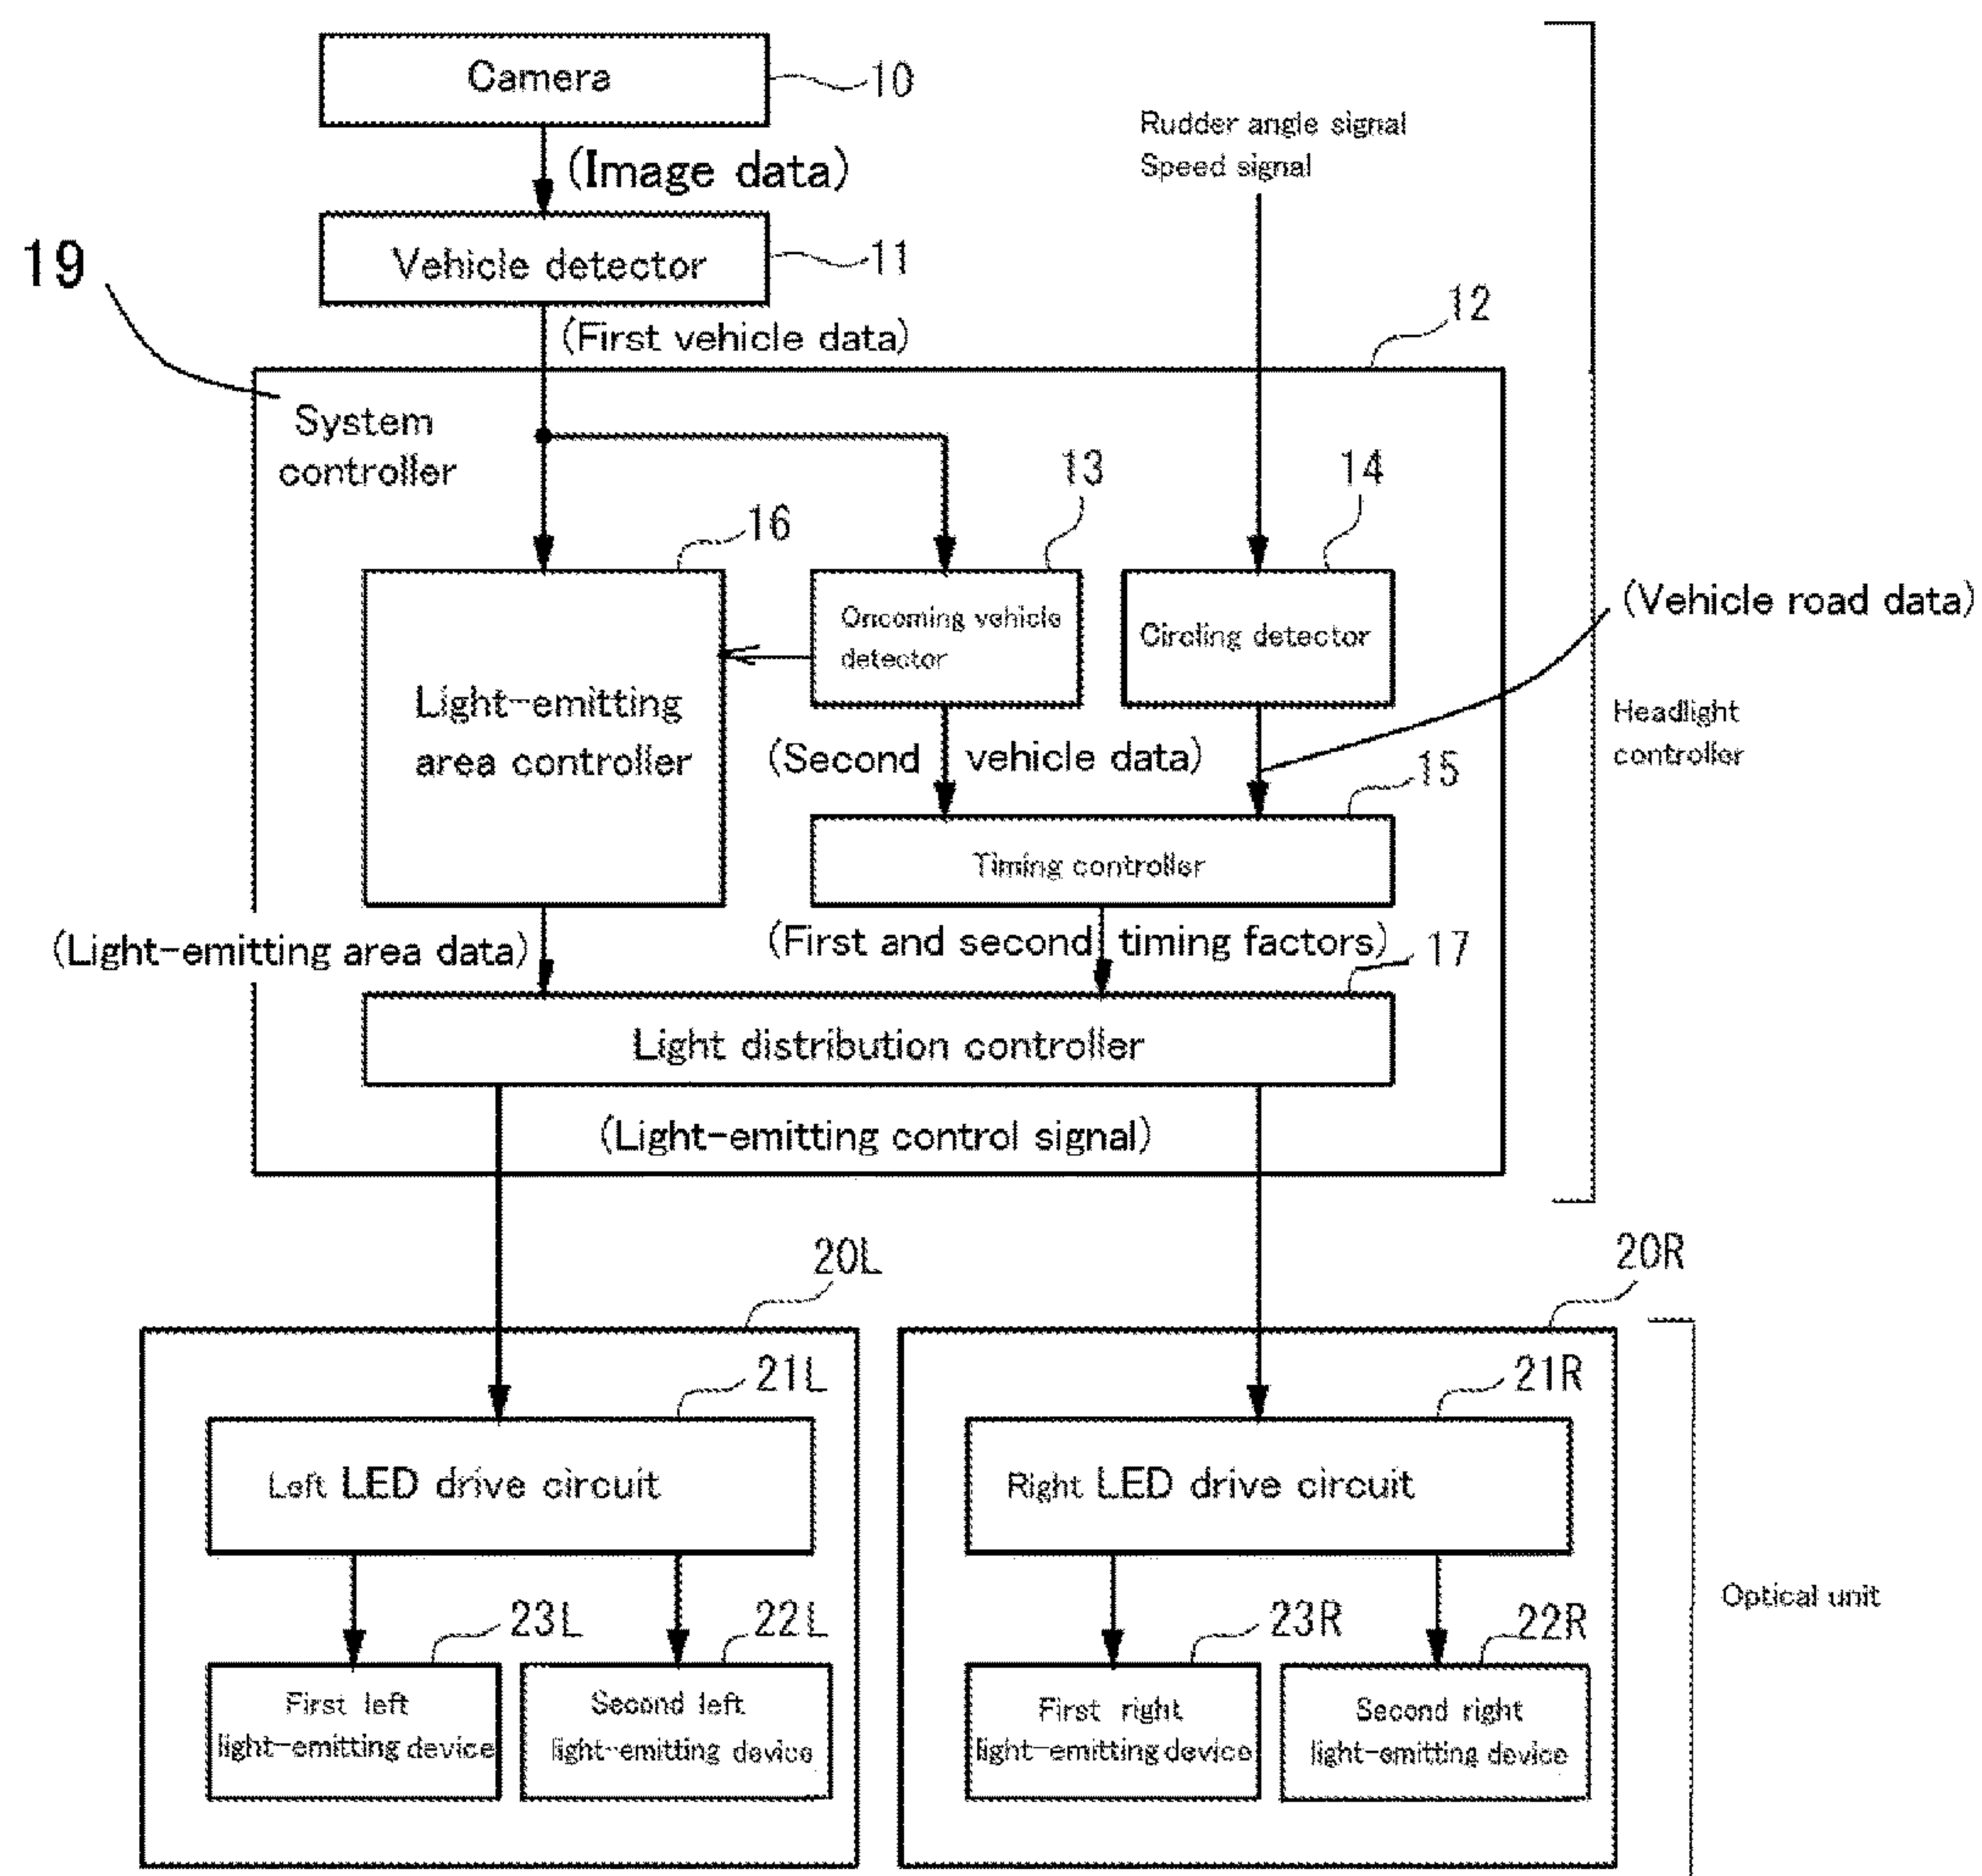 Camera
10
Rudder angle signal
Speed signal
(Image data)
19
Vehicle detector
11
(First vehicle data)
12
System
controller
13
14
16
Oncoming vehicle
detector
Circling detector
(Vehicle road data)
Light-emitting
area controller
Headlight
controller
(Second vehicle data)
15
Timing controller
(Light-emitting area data)
(First and second timing factors)
17
Light distribution controller
(Light-emitting control signal)
20L
20R
21L
21R
Left LED drive circuit
Right LED drive circuit
Optical unit
23L
22L
23R
22R
First left
light-emitting device
Second left
light-emitting device
First right
light-emitting device
Second right
light-emitting device